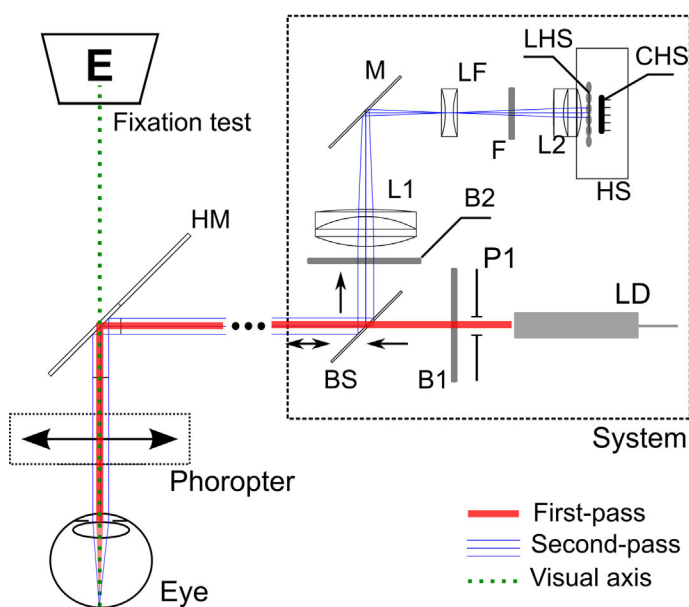 E
Fixation test
HM
Phoropter
Eye
M
LF
LHS
CHS
F
L2
HS
L1
B2
P1
LD
BS
B1
System
First-pass
Second-pass
Visual axis